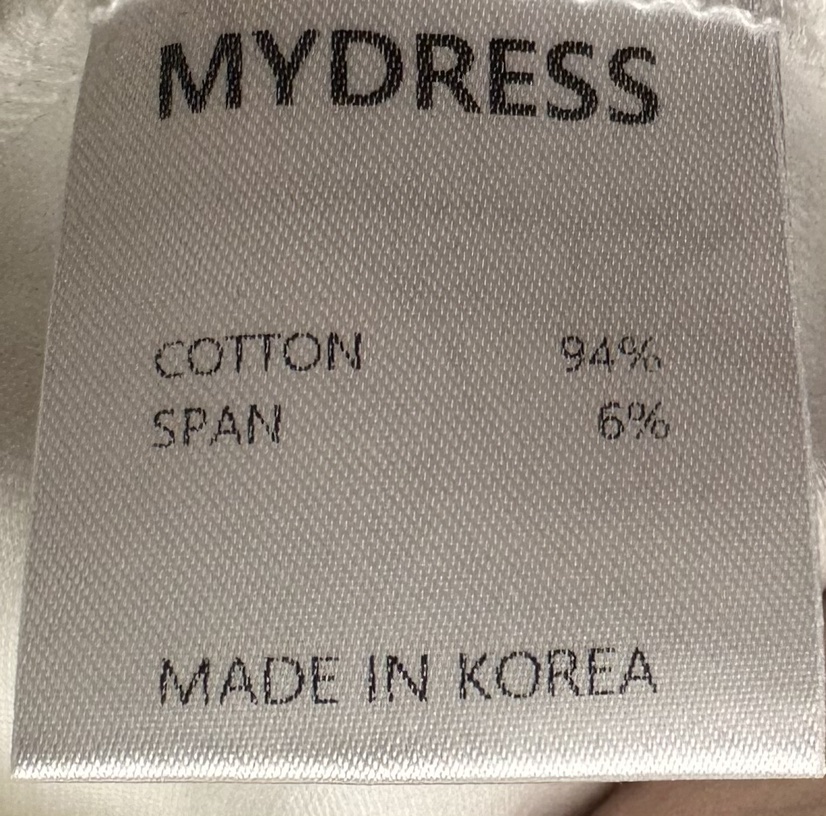 MYDRESS
COTTON 94%
SPAN 6%
MADE IN KOREA